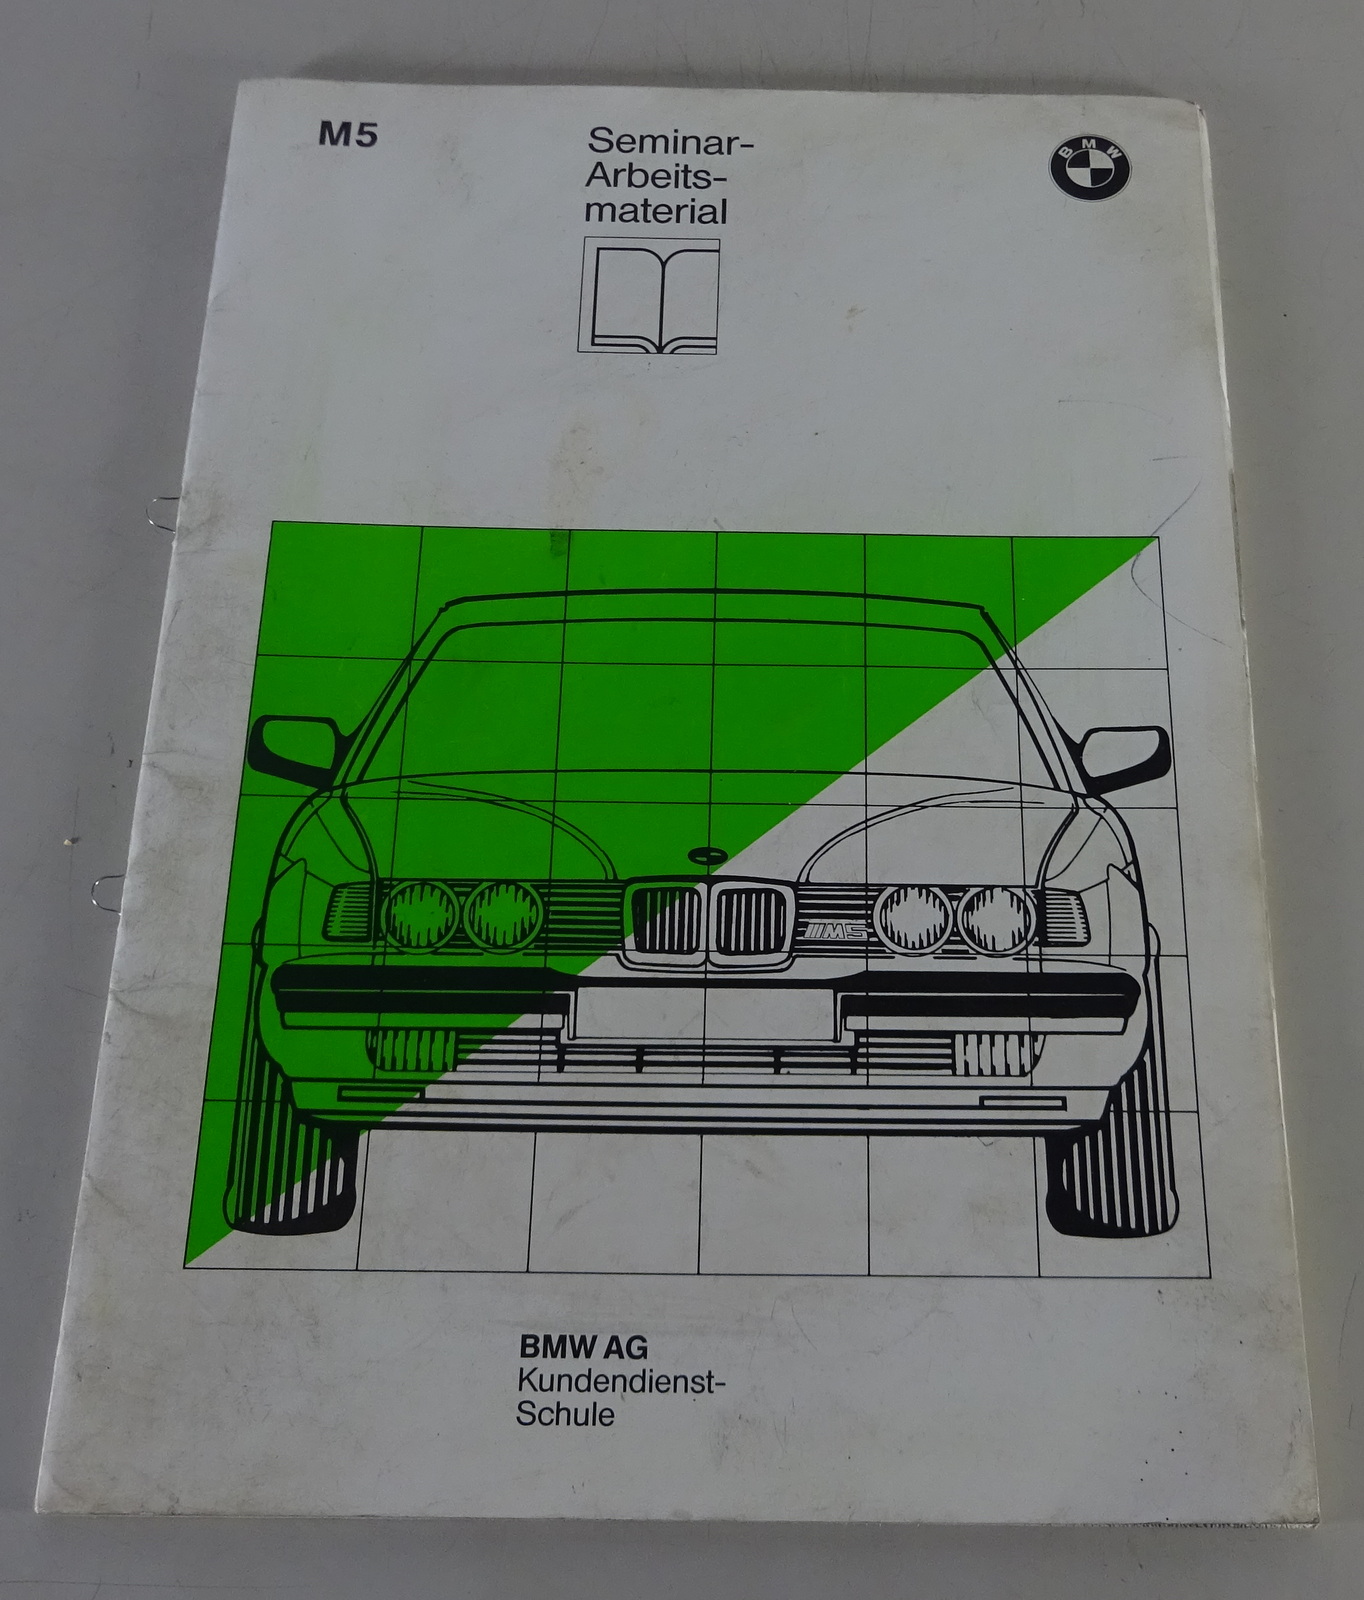 M5
Seminar-
Arbeits-
material
BMW
M5
BMW AG
Kundendienst-
Schule